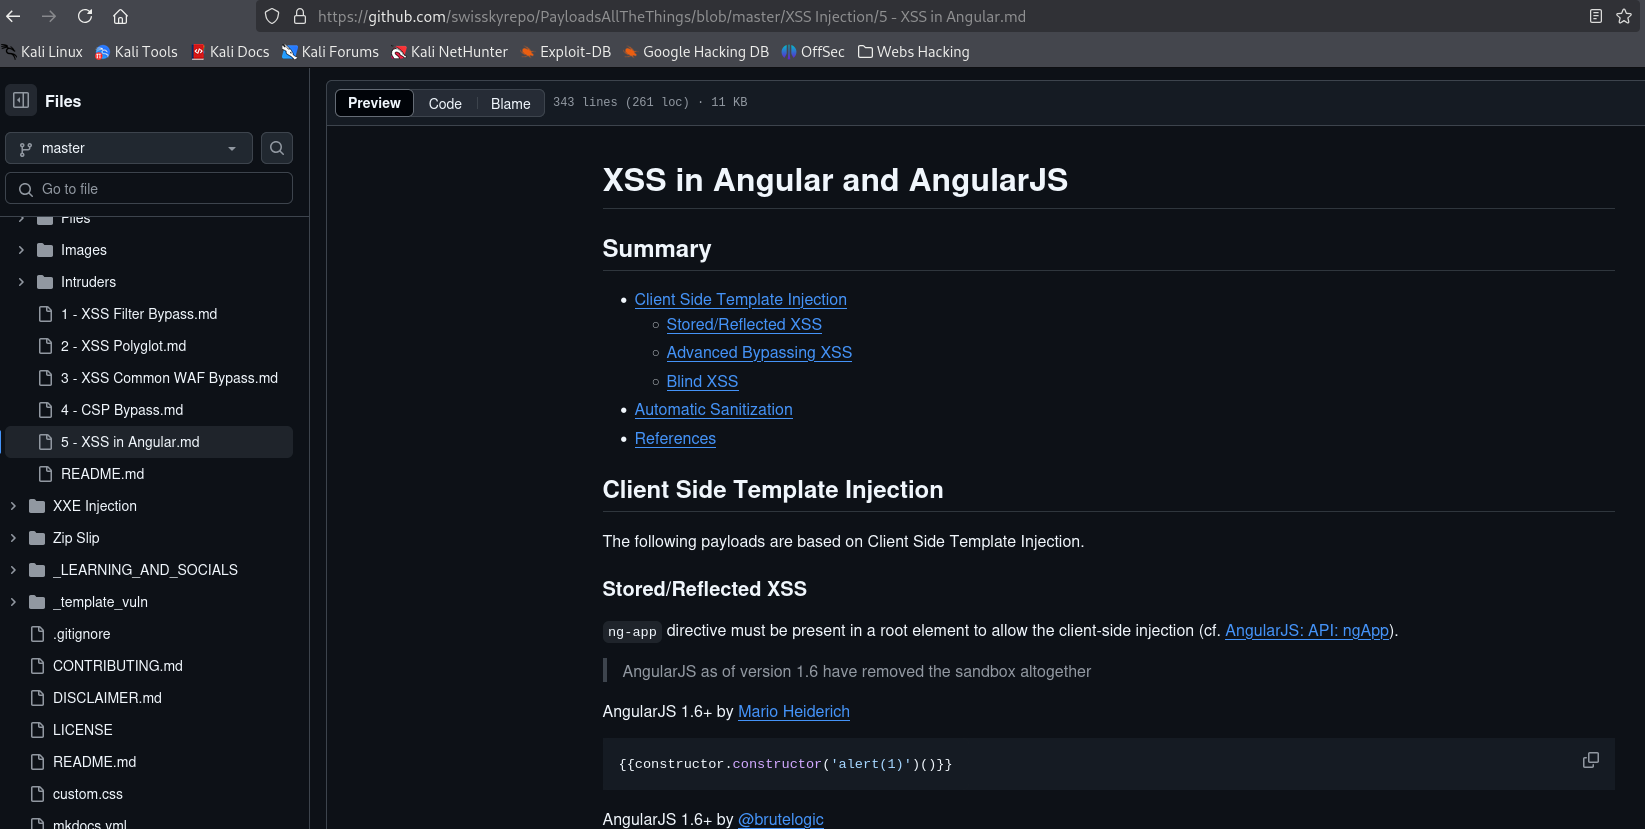 https://github.com/swisskyrepo/PayloadsAllTheThings/blob/master/XSS Injection/5 - XSS in Angular.md
Kali Linux Kali Tools Kali Docs Kali Forums Kali NetHunter Exploit-DB Google Hacking DB OffSec Webs Hacking
Files
master
Go to file
Files
Images
Intruders
1 - XSS Filter Bypass.md
2 - XSS Polyglot.md
3 - XSS Common WAF Bypass.md
4 - CSP Bypass.md
5 - XSS in Angular.md
README.md
XXE Injection
Zip Slip
_LEARNING_AND_SOCIALS
_template_vuln
.gitignore
CONTRIBUTING.md
DISCLAIMER.md
LICENSE
README.md
custom.css
mkdocs.yml
Preview Code Blame 343 lines (261 loc) · 11 KB
XSS in Angular and AngularJS
Summary
• Client Side Template Injection
○ Stored/Reflected XSS
○ Advanced Bypassing XSS
○ Blind XSS
• Automatic Sanitization
• References
Client Side Template Injection
The following payloads are based on Client Side Template Injection.
Stored/Reflected XSS
ng-app directive must be present in a root element to allow the client-side injection (cf. AngularJS: API: ngApp).
AngularJS as of version 1.6 have removed the sandbox altogether
AngularJS 1.6+ by Mario Heiderich
{{constructor.constructor('alert(1)')()}}
AngularJS 1.6+ by @brutelogic